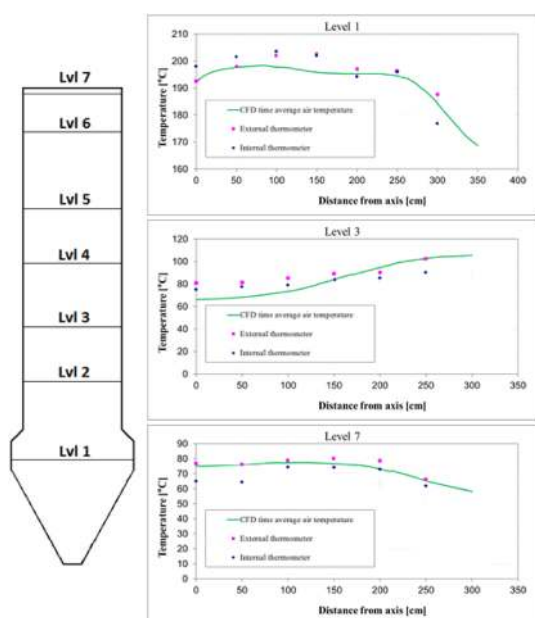 Lvl 7
Lvl 6
Lvl 5
Lvl 4
Lvl 3
Lvl 2
Lvl 1
Level 1
Temperature [°C]
210
200
190
180
170
160
CFD time average air temperature
External thermometer
Internal thermometer
0 50 100 150 200 250 300 350 400
Distance from axis [cm]
Level 3
Temperature [°C]
120
100
80
60
40
20
0
CFD time average air temperature
External thermometer
Internal thermometer
0 50 100 150 200 250 300 350
Distance from axis [cm]
Level 7
Temperature [°C]
90
80
70
60
50
40
30
20
10
0
CFD time average air temperature
External thermometer
Internal thermometer
0 50 100 150 200 250 300 350
Distance from axis [cm]